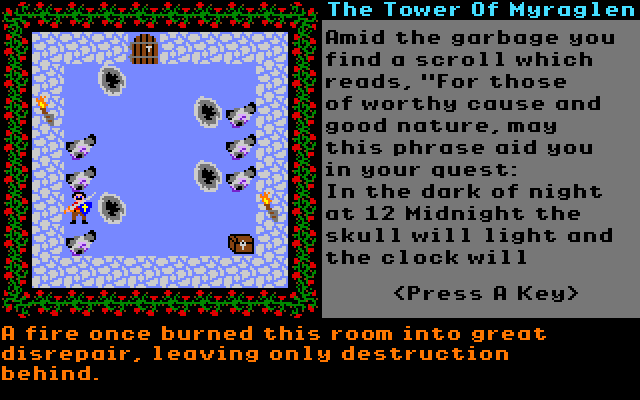 The Tower Of Myraglen
Amid the garbage you
find a scroll which
reads, "For those
of worthy cause and
good nature, may
this phrase aid you
in your quest:
In the dark of night
at 12 Midnight the
skull will light and
the clock will
<Press A Key>
A fire once burned this room into great
disrepair, leaving only destruction
behind.